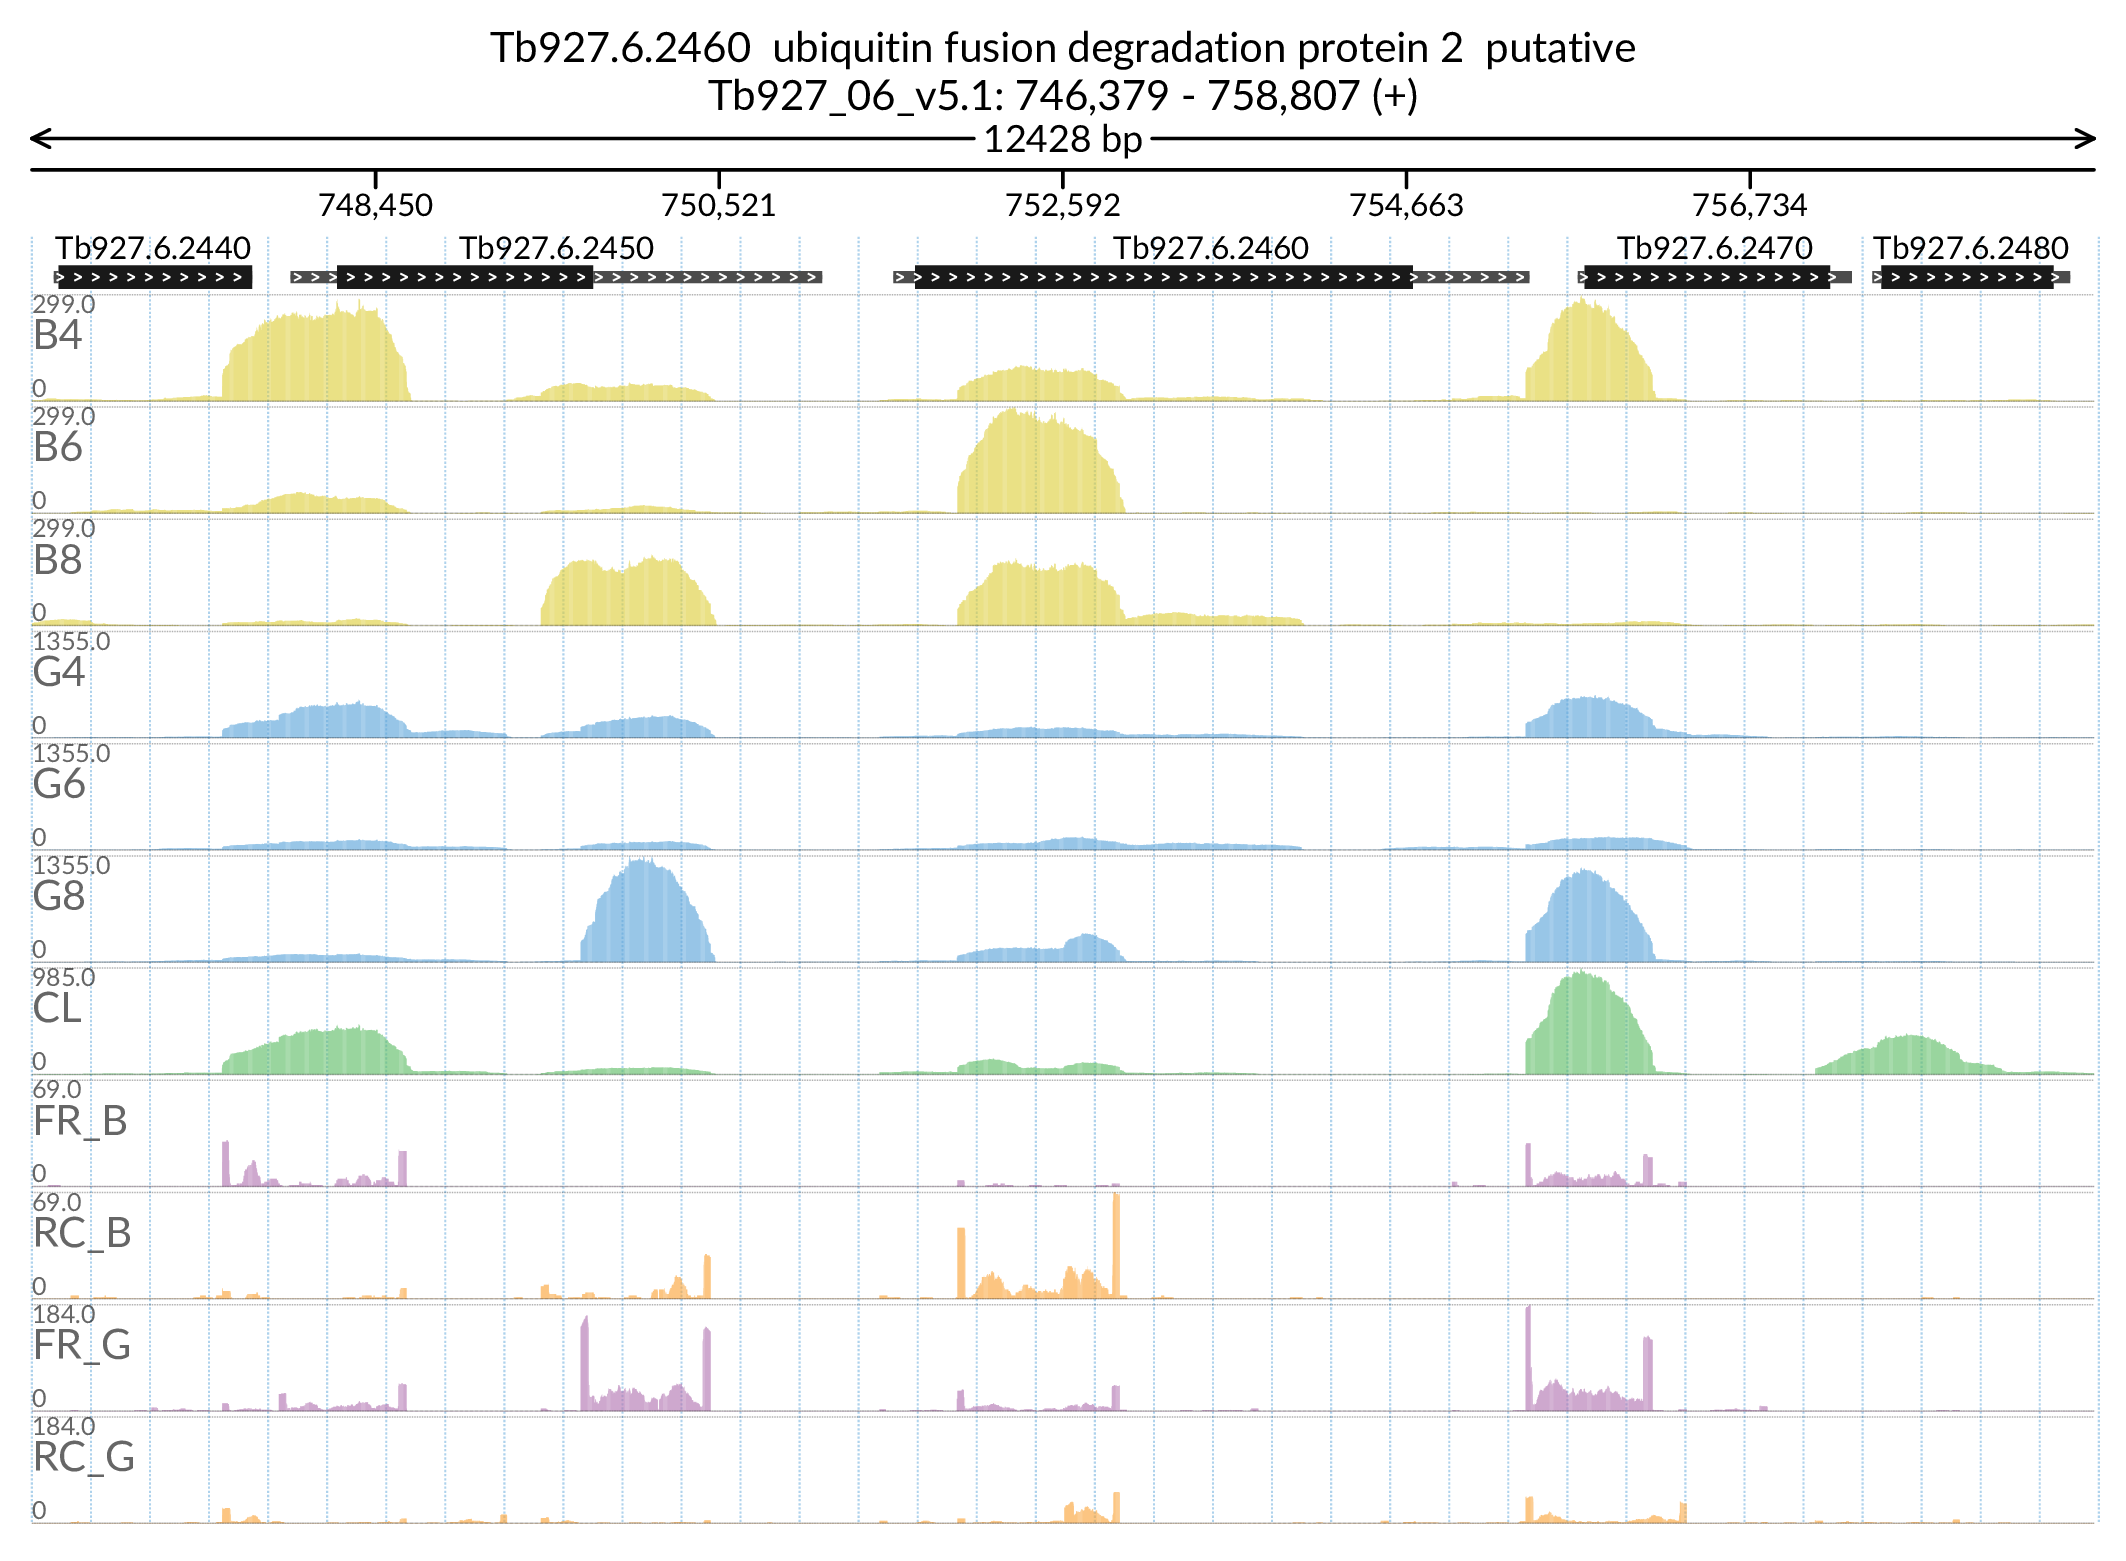 Tb927.6.2460  ubiquitin fusion degradation protein 2  putative
Tb927_06_v5.1: 746,379 - 758,807 (+)
12428 bp
748,450 750,521 752,592 754,663 756,734
Tb927.6.2440 Tb927.6.2450 Tb927.6.2460 Tb927.6.2470 Tb927.6.2480
299.0
B4
0
299.0
B6
0
299.0
B8
0
1355.0
G4
0
1355.0
G6
0
1355.0
G8
0
985.0
CL
0
69.0
FR_B
0
69.0
RC_B
0
184.0
FR_G
0
184.0
RC_G
0